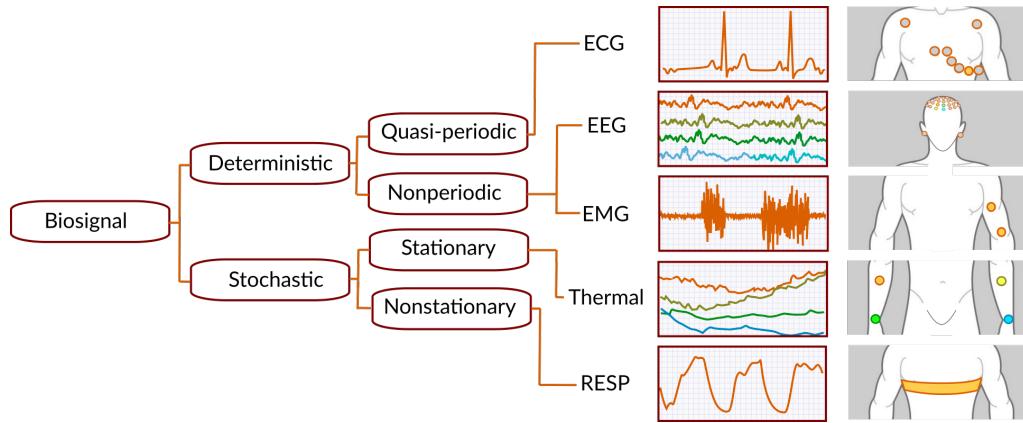 Biosignal
Deterministic
Stochastic
Quasi-periodic
Nonperiodic
Stationary
Nonstationary
ECG
EEG
EMG
Thermal
RESP